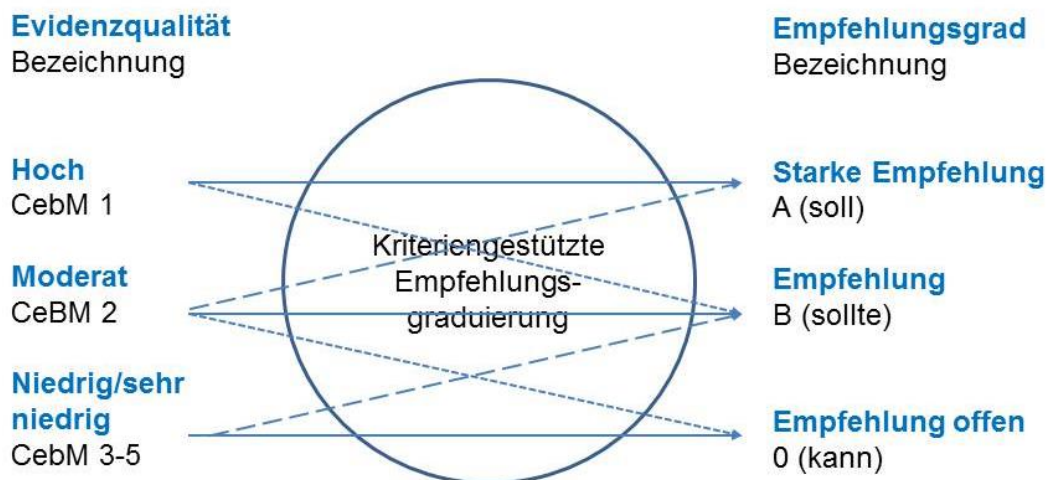 Evidenzqualität
Bezeichnung
Empfehlungsgrad
Bezeichnung
Hoch
CebM 1
Starke Empfehlung
A (soll)
Kriteriengestützte
Empfehlungs-
graduierung
Moderat
CeBM 2
Empfehlung
B (sollte)
Niedrig/sehr
niedrig
CebM 3-5
Empfehlung offen
0 (kann)